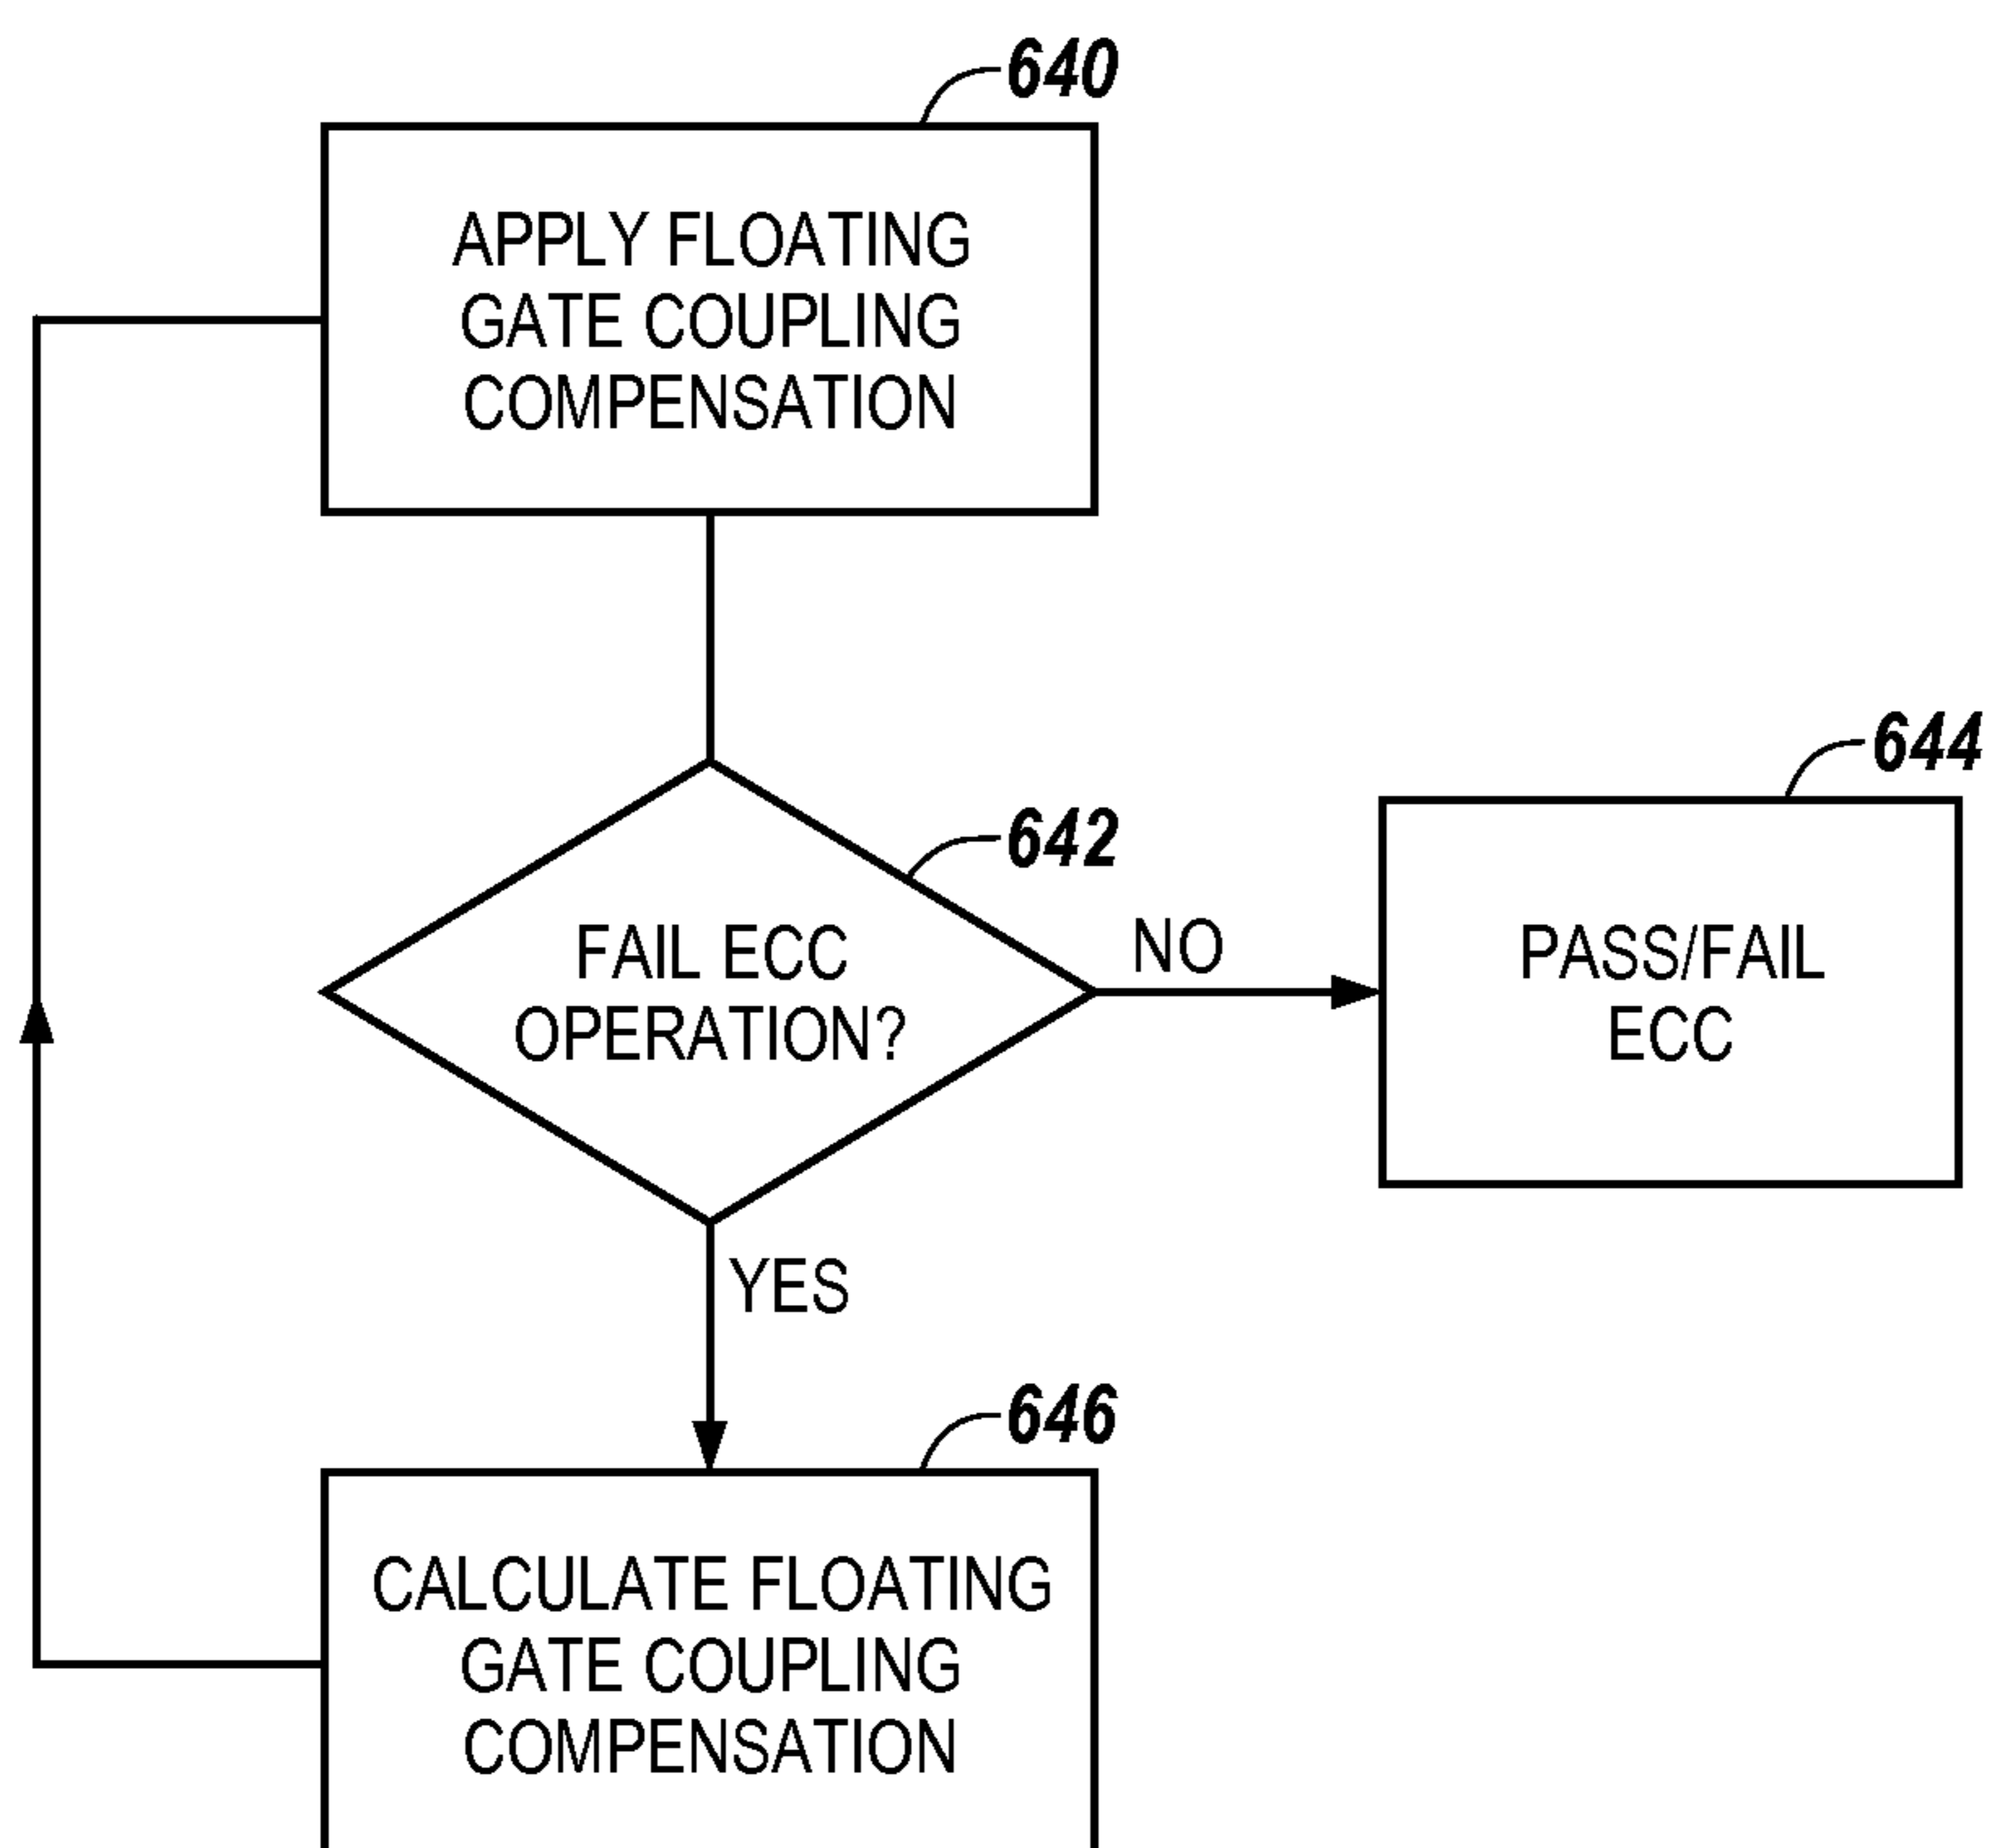 640
APPLY FLOATING
GATE COUPLING
COMPENSATION
642
FAIL ECC
OPERATION?
NO
644
PASS/FAIL
ECC
YES
646
CALCULATE FLOATING
GATE COUPLING
COMPENSATION